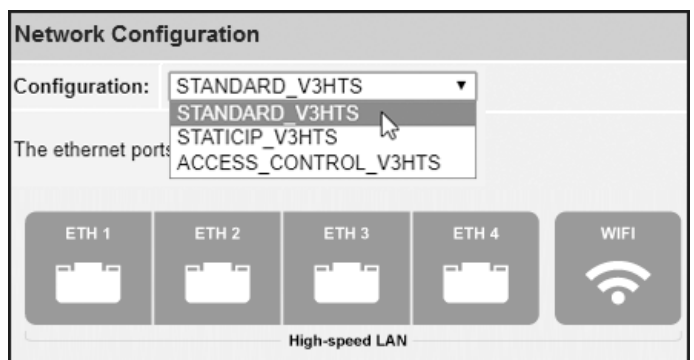 Network Configuration
Configuration: STANDARD_V3HTS
STANDARD_V3HTS
STATICIP_V3HTS
The ethernet ports
ACCESS_CONTROL_V3HTS
ETH 1 ETH 2 ETH 3 ETH 4 WIFI
High-speed LAN